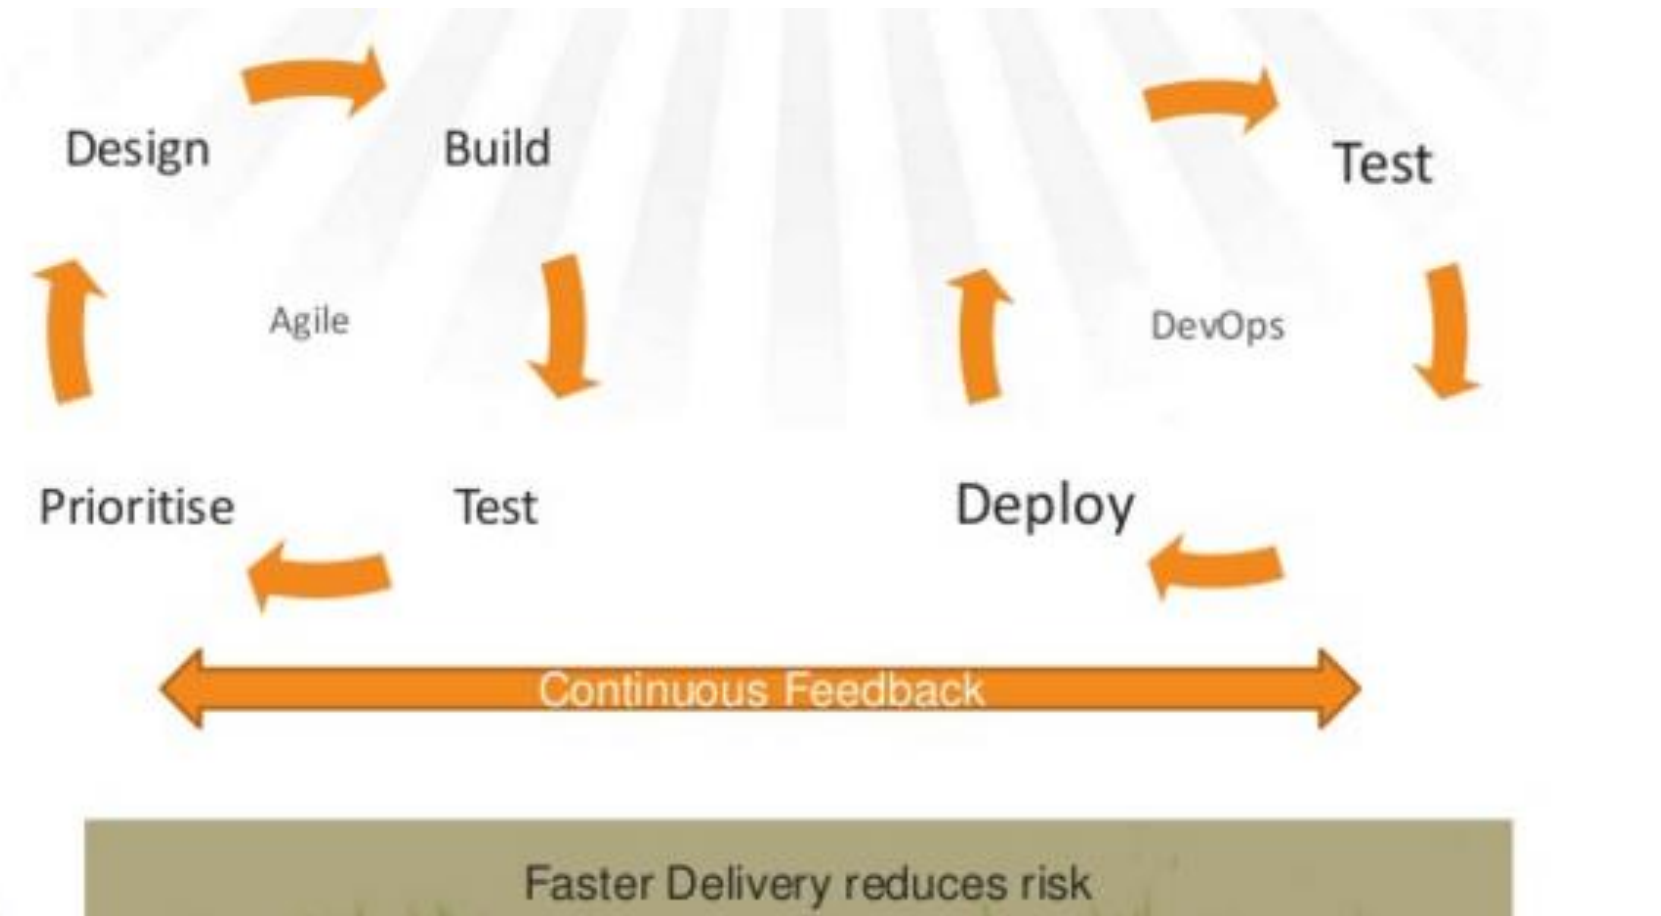 Design
Build
Test
Agile
DevOps
Prioritise
Test
Deploy
Continuous Feedback
Faster Delivery reduces risk